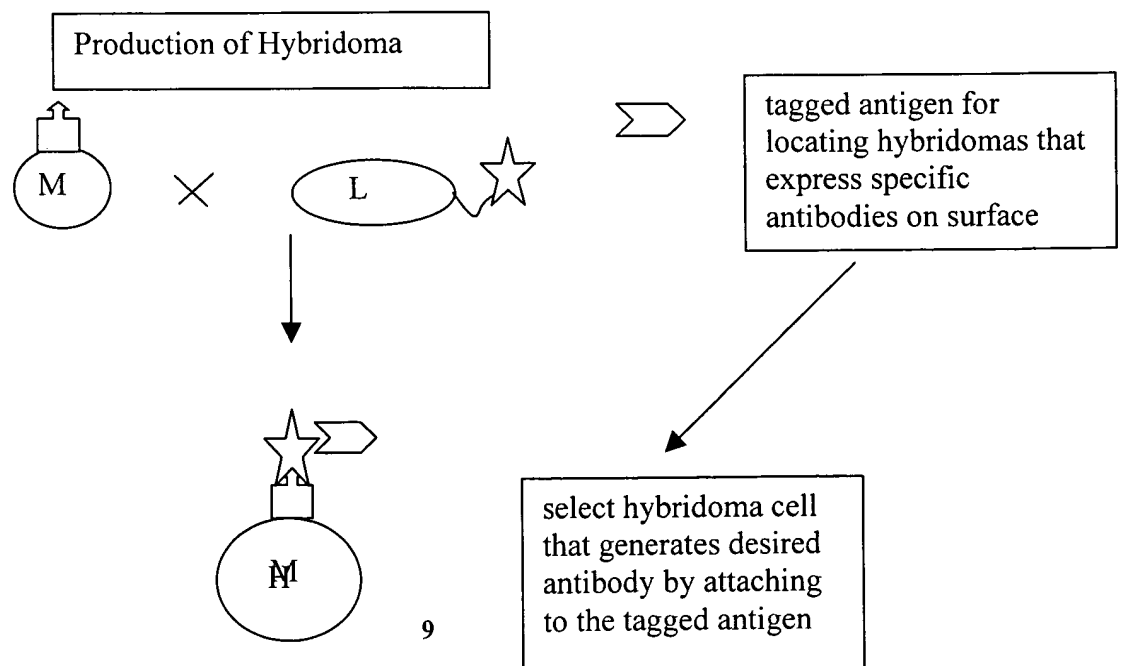 Production of Hybridoma
tagged antigen for
locating hybridomas that
express specific
antibodies on surface
M
L
select hybridoma cell
that generates desired
antibody by attaching
to the tagged antigen
9